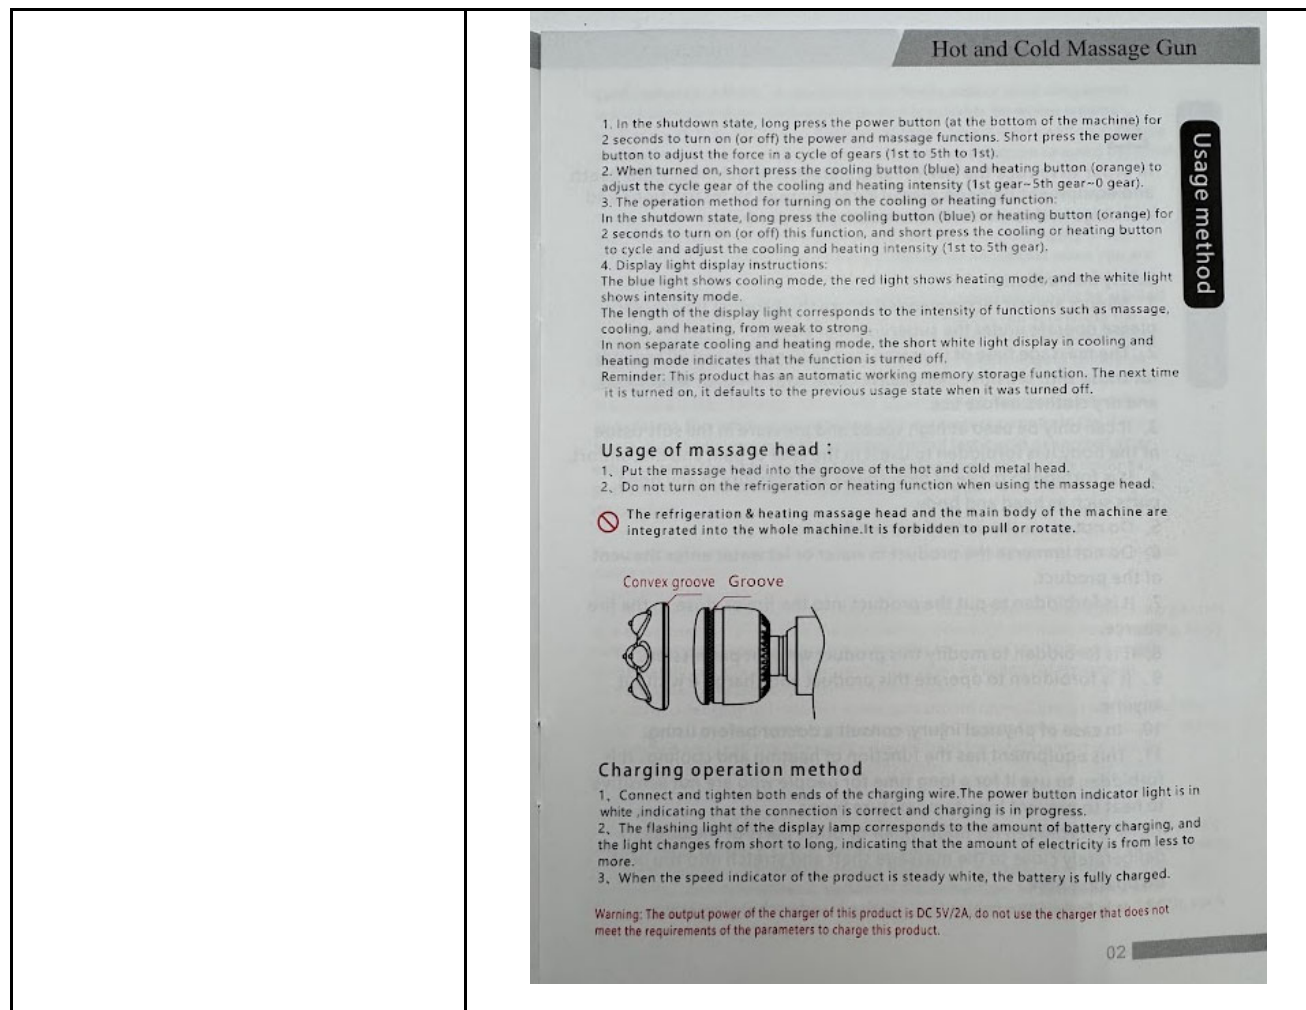 Hot and Cold Massage Gun
Usage method
1. In the shutdown state, long press the power button (at the bottom of the machine) for
2 seconds to turn on (or off) the power and massage functions. Short press the power
button to adjust the force in a cycle of gears (1st to 5th to 1st).
2. When turned on, short press the cooling button (blue) and heating button (orange) to
adjust the cycle gear of the cooling and heating intensity (1st gear~5th gear~0 gear).
3. The operation method for turning on the cooling or heating function:
In the shutdown state, long press the cooling button (blue) or heating button (orange) for
2 seconds to turn on (or off) this function, and short press the cooling or heating button
to cycle and adjust the cooling and heating intensity (1st to 5th gear).
4. Display light display instructions:
The blue light shows cooling mode, the red light shows heating mode, and the white light
shows intensity mode.
The length of the display light corresponds to the intensity of functions such as massage,
cooling, and heating, from weak to strong.
In non separate cooling and heating mode, the short white light display in cooling and
heating mode indicates that the function is turned off.
Reminder: This product has an automatic working memory storage function. The next time
it is turned on, it defaults to the previous usage state when it was turned off.
Usage of massage head：
1、Put the massage head into the groove of the hot and cold metal head.
2、Do not turn on the refrigeration or heating function when using the massage head.
The refrigeration & heating massage head and the main body of the machine are
integrated into the whole machine.It is forbidden to pull or rotate.
Convex groove Groove
Charging operation method
1、Connect and tighten both ends of the charging wire.The power button indicator light is in
white ,indicating that the connection is correct and charging is in progress.
2、The flashing light of the display lamp corresponds to the amount of battery charging, and
the light changes from short to long, indicating that the amount of electricity is from less to
more.
3、When the speed indicator of the product is steady white, the battery is fully charged.
Warning: The output power of the charger of this product is DC 5V/2A, do not use the charger that does not
meet the requirements of the parameters to charge this product.
02